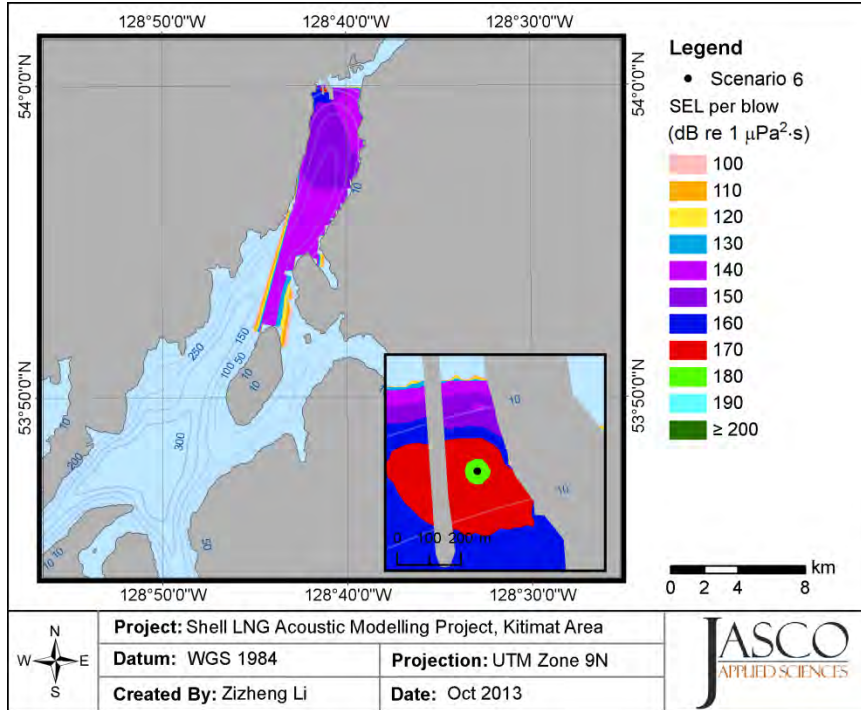 128°50'0"W 128°40'0"W 128°30'0"W
54°0'0"N
54°0'0"N
10
150
250
100
50
10
10
53°50'0"N
53°50'0"N
300
200
10
10
50
10
10
0 100 200 m
128°50'0"W 128°40'0"W 128°30'0"W
Legend
Scenario 6
SEL per blow
(dB re 1 μPa²·s)
100
110
120
130
140
150
160
170
180
190
≥ 200
0 2 4 8 km
N
W E
S
Project: Shell LNG Acoustic Modelling Project, Kitimat Area
Datum: WGS 1984 Projection: UTM Zone 9N
Created By: Zizheng Li Date: Oct 2013
JASCO
APPLIED SCIENCES